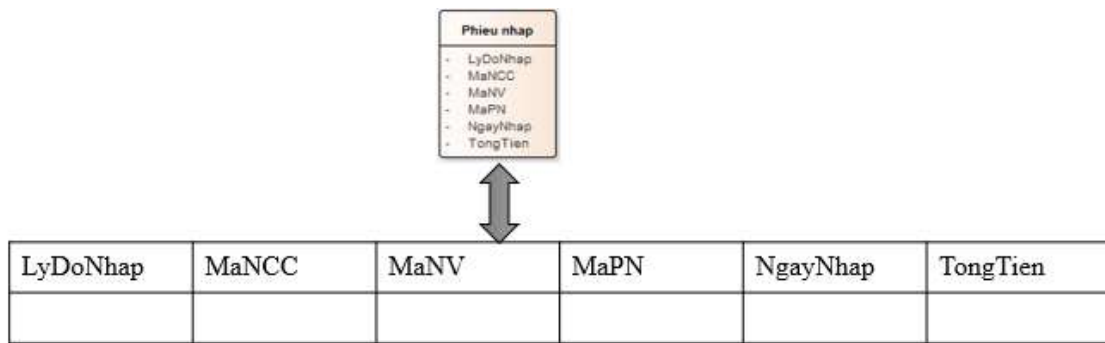 Phieu nhap
- LyDoNhap
- MaNCC
- MaNV
- MaPN
- NgayNhap
- TongTien
LyDoNhap MaNCC MaNV MaPN NgayNhap TongTien